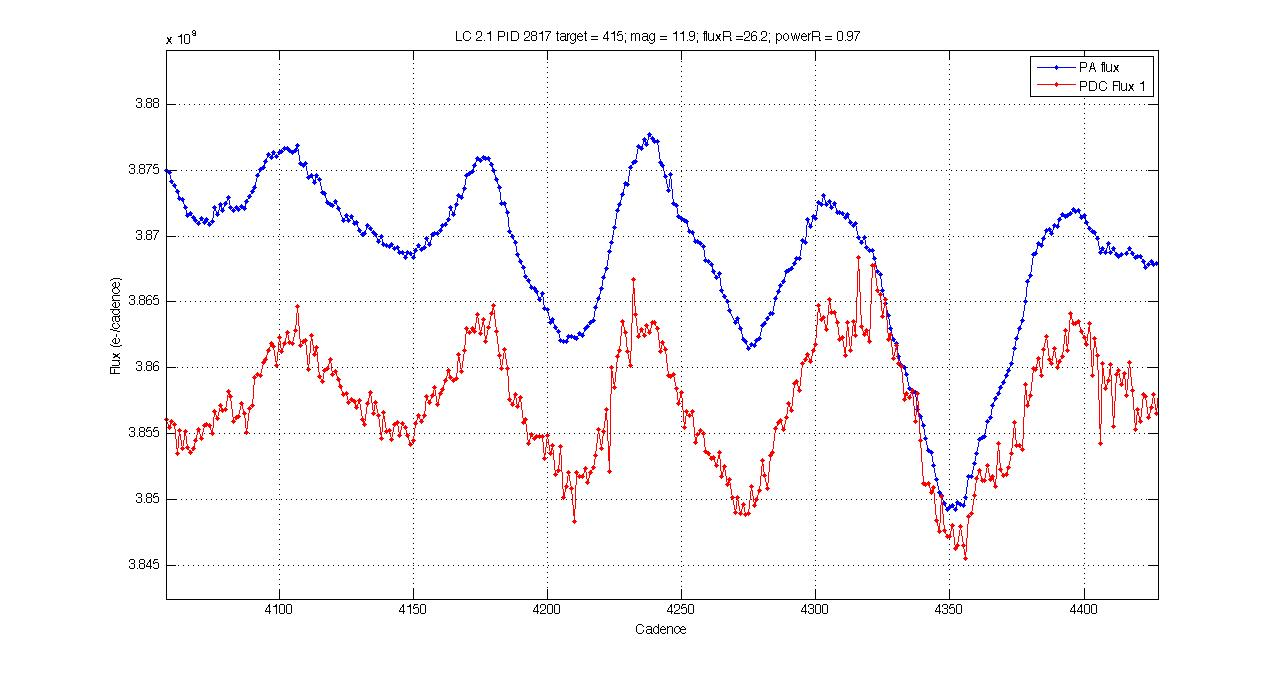 LC 2.1 PID 2817 target = 415; mag = 11.9; fluxR =26.2; powerR = 0.97
x 10⁹
PA flux
PDC Flux 1
3.88
3.875
3.87
3.865
3.86
3.855
3.85
3.845
Flux (e-/cadence)
4100 4150 4200 4250 4300 4350 4400
Cadence